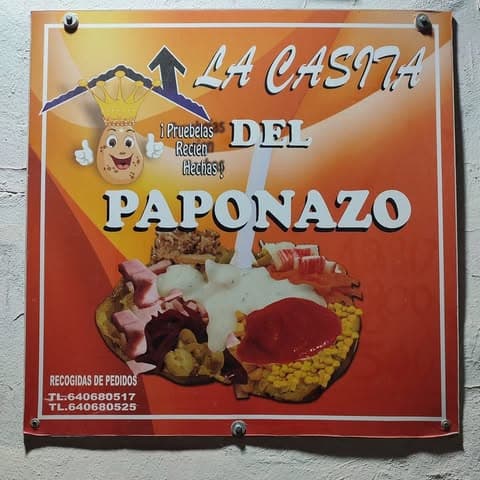 LA CASITA
¡Pruebelas
Recien
Hechas!
DEL
PAPONAZO
RECOGIDAS DE PEDIDOS
TL.640680517
TL.640680525